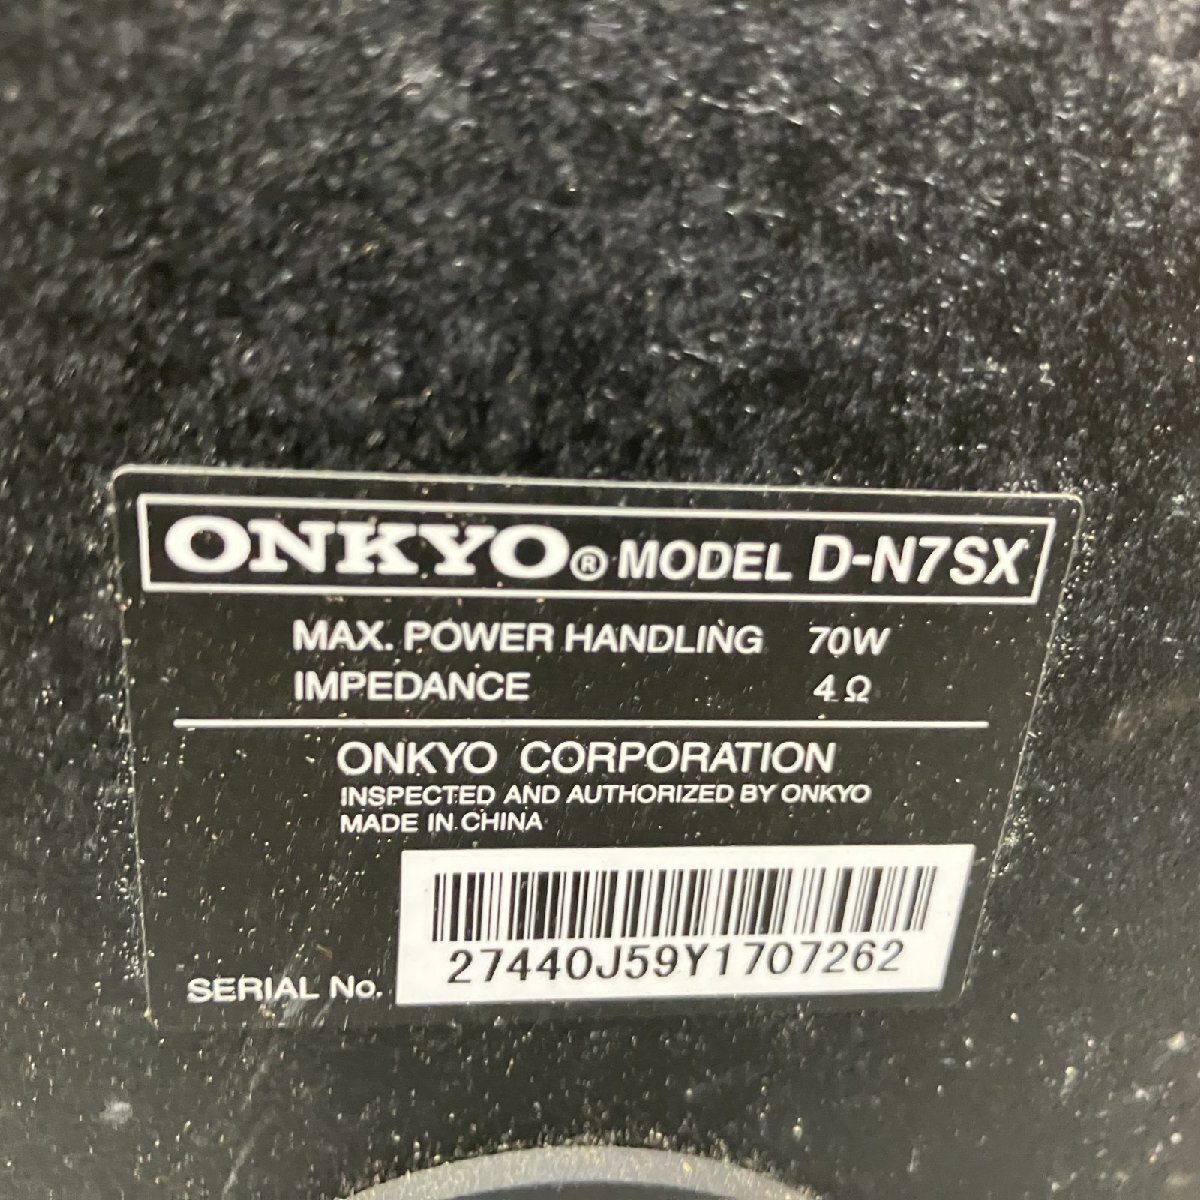 ONKYO® MODEL D-N7SX
MAX. POWER HANDLING 70W
IMPEDANCE 4 Ω
ONKYO CORPORATION
INSPECTED AND AUTHORIZED BY ONKYO
MADE IN CHINA
SERIAL No. 27440J59Y1707262